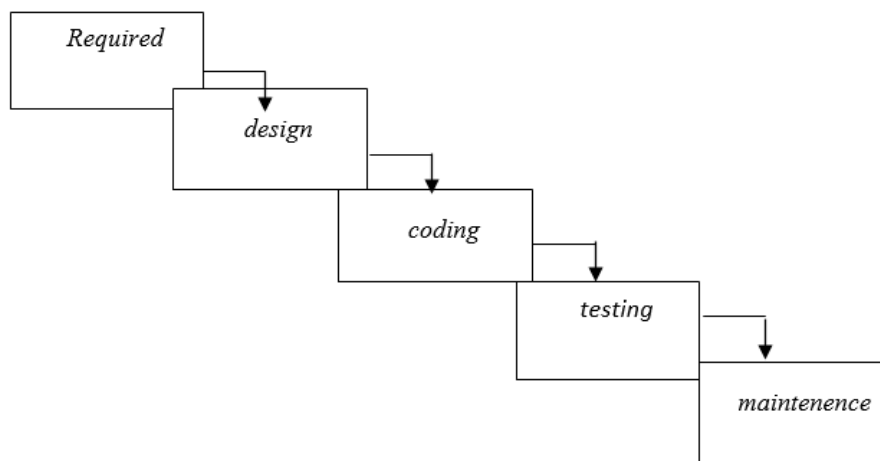 Required
design
coding
testing
maintenence